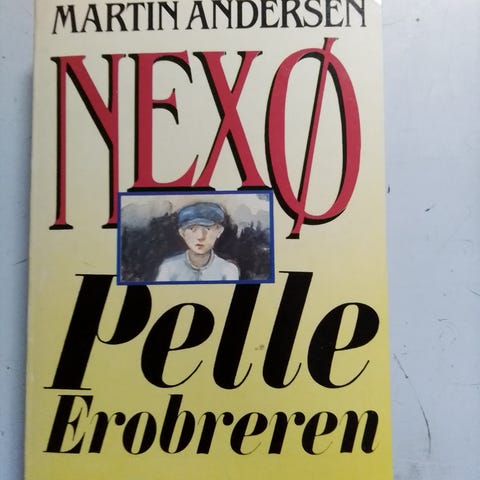 MARTIN ANDERSEN
NEXØ
Pelle
Erobreren